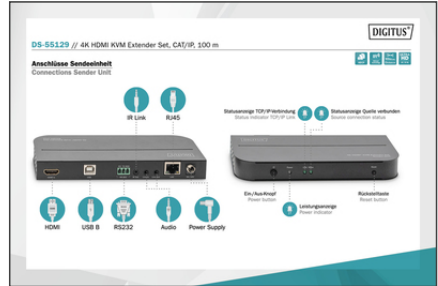 DIGITUS®
DS-55129 // 4K HDMI KVM Extender Set, CAT/IP, 100 m
Anschlüsse Sendeeinheit
Connections Sender Unit
IR Link
RJ45
HDMI
USB B
RS232
Audio
Power Supply
Statusanzeige TCP/IP-Verbindung
Status indicator TCP/IP Link
Statusanzeige Quelle verbunden
Source connection status
Ein-/Aus-Knopf
Power button
Leistungsanzeige
Power indicator
Rückstelltaste
Reset button